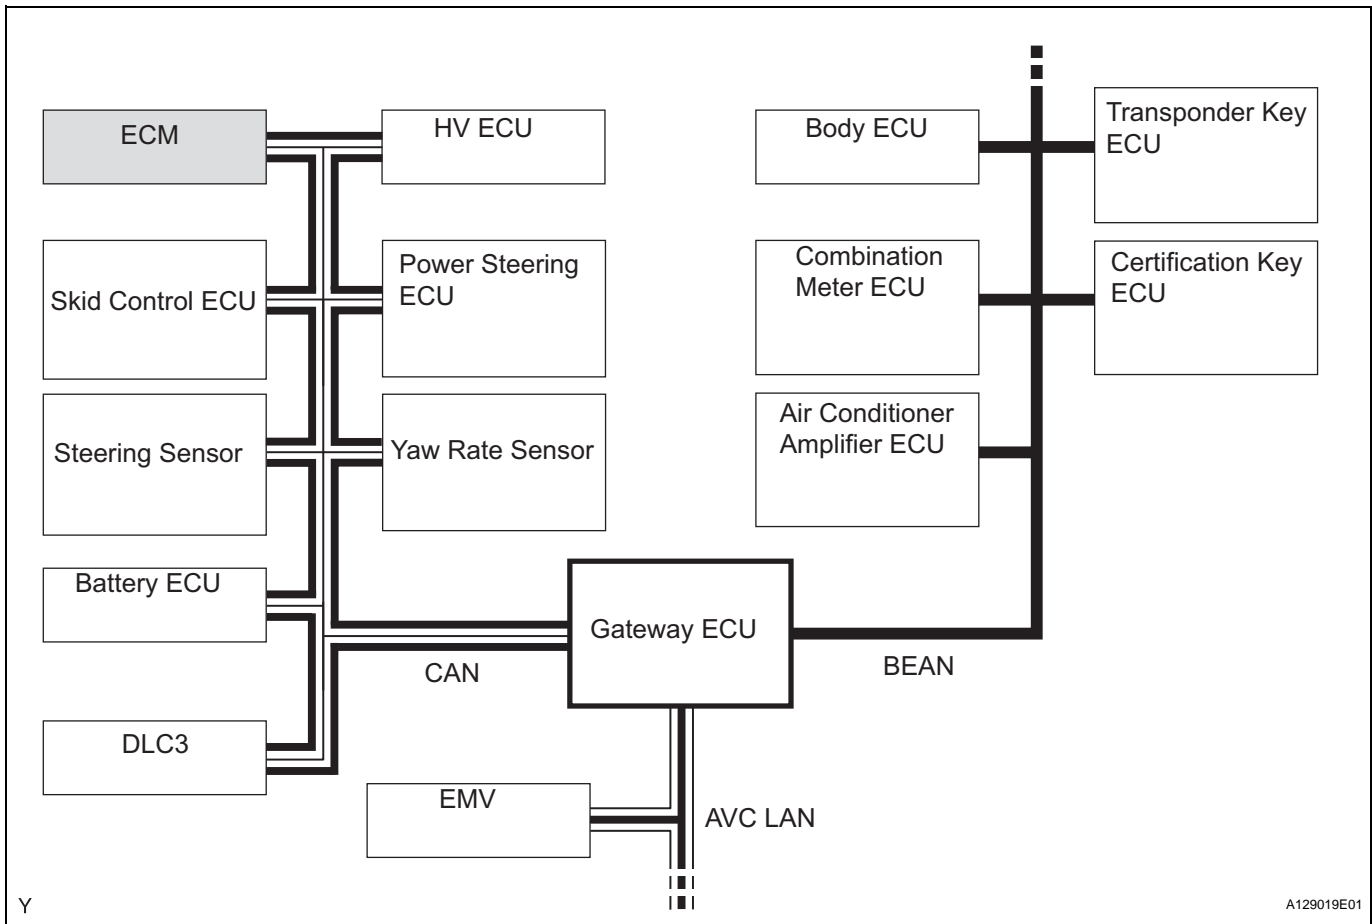 ECM
HV ECU
Body ECU
Transponder Key
ECU
Skid Control ECU
Power Steering
ECU
Combination
Meter ECU
Certification Key
ECU
Steering Sensor
Yaw Rate Sensor
Air Conditioner
Amplifier ECU
Battery ECU
Gateway ECU
CAN
BEAN
DLC3
EMV
AVC LAN
Y
A129019E01